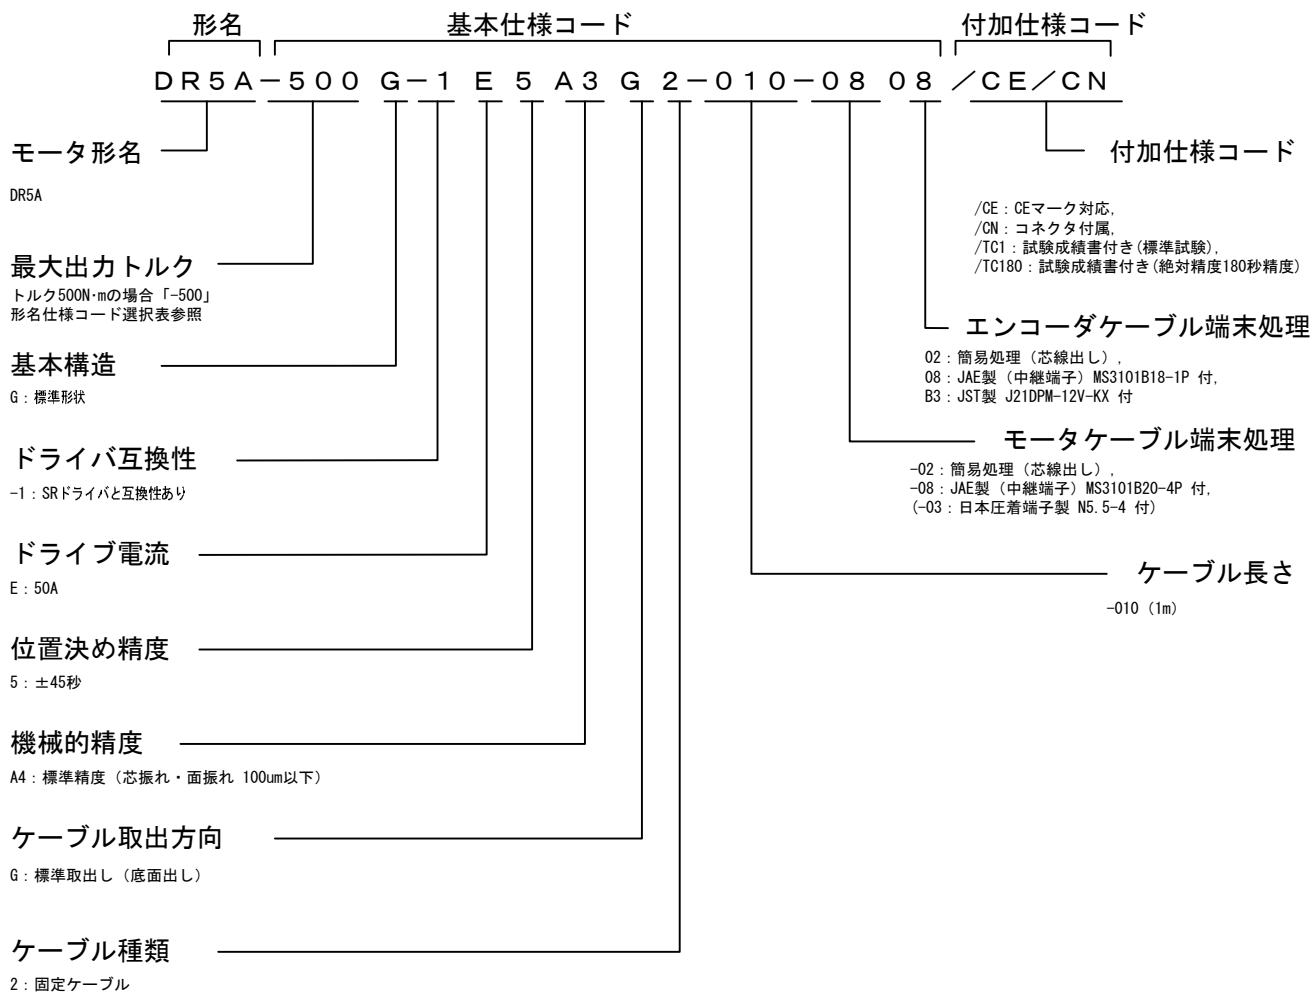 形名
基本仕様コード
付加仕様コード
DR5A-500 G-1 E 5 A3 G 2-010-08 08 /CE/CN
モータ形名
DR5A
最大出力トルク
トルク500N·mの場合「-500」
形名仕様コード選択表参照
基本構造
G:標準形状
ドライバ互換性
-1:SRドライバと互換性あり
ドライブ電流
E:50A
位置決め精度
5:±45秒
機械的精度
A4:標準精度(芯振れ・面振れ 100um以下)
ケーブル取出方向
G:標準取出し(底面出し)
ケーブル種類
2:固定ケーブル
付加仕様コード
/CE:CEマーク対応,
/CN:コネクタ付属,
/TC1:試験成績書付き(標準試験),
/TC180:試験成績書付き(絶対精度180秒精度)
エンコーダケーブル端末処理
02:簡易処理(芯線出し),
08:JAE製(中継端子)MS3101B18-1P 付,
B3:JST製 J21DPM-12V-KX 付
モータケーブル端末処理
-02:簡易処理(芯線出し),
-08:JAE製(中継端子)MS3101B20-4P 付,
(-03:日本圧着端子製 N5.5-4 付)
ケーブル長さ
-010(1m)